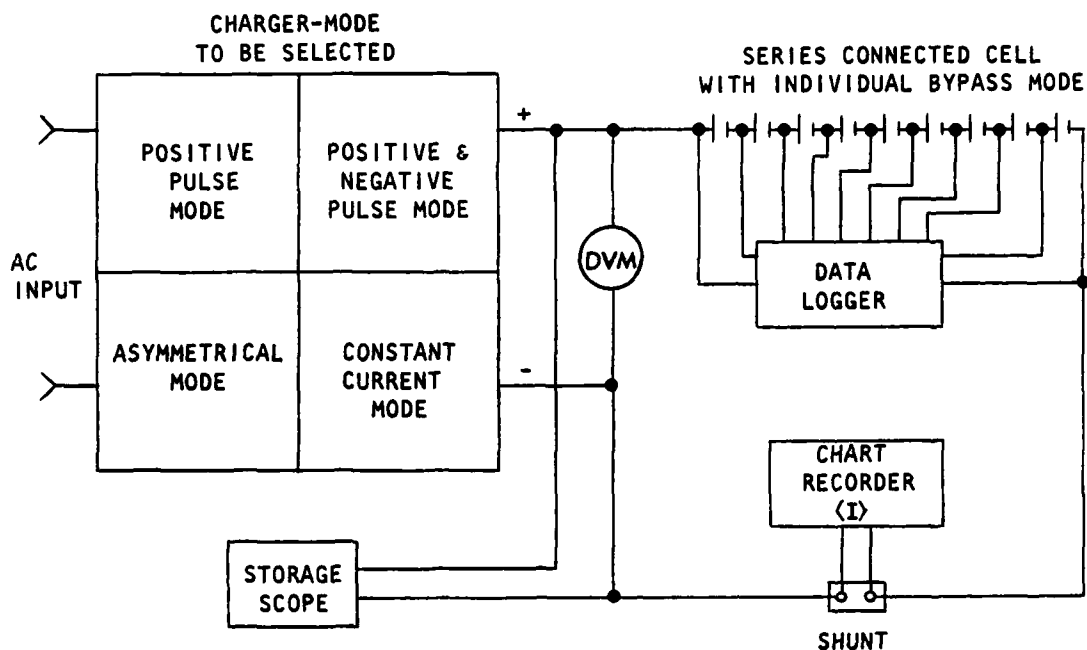 CHARGER-MODE
TO BE SELECTED
SERIES CONNECTED CELL
WITH INDIVIDUAL BYPASS MODE
+
POSITIVE
PULSE
MODE
POSITIVE &
NEGATIVE
PULSE MODE
AC
INPUT
DVM
DATA
LOGGER
ASYMMETRICAL
MODE
CONSTANT
CURRENT
MODE
-
CHART
RECORDER
⟨I⟩
STORAGE
SCOPE
SHUNT